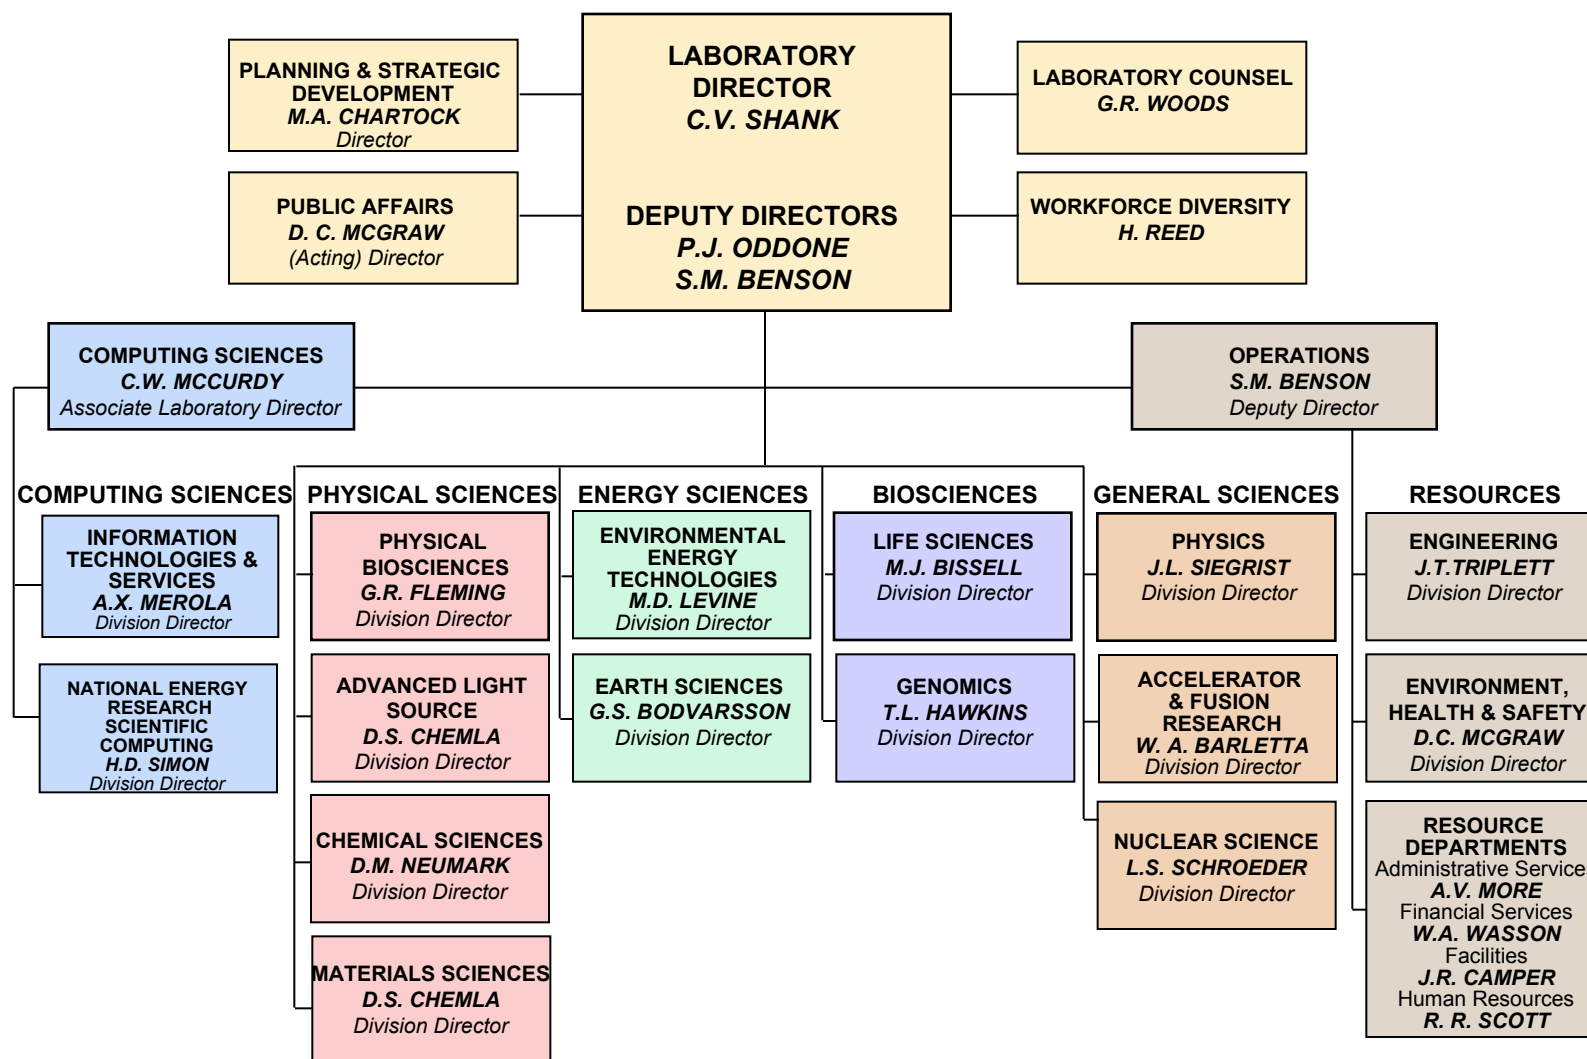 PLANNING & STRATEGIC
DEVELOPMENT
M.A. CHARTOCK
Director
LABORATORY
DIRECTOR
C.V. SHANK
LABORATORY COUNSEL
G.R. WOODS
PUBLIC AFFAIRS
D. C. MCGRAW
(Acting) Director
DEPUTY DIRECTORS
P.J. ODDONE
S.M. BENSON
WORKFORCE DIVERSITY
H. REED
COMPUTING SCIENCES
C.W. MCCURDY
Associate Laboratory Director
OPERATIONS
S.M. BENSON
Deputy Director
COMPUTING SCIENCES
INFORMATION
TECHNOLOGIES &
SERVICES
A.X. MEROLA
Division Director
NATIONAL ENERGY
RESEARCH
SCIENTIFIC
COMPUTING
H.D. SIMON
Division Director
PHYSICAL SCIENCES
PHYSICAL
BIOSCIENCES
G.R. FLEMING
Division Director
ADVANCED LIGHT
SOURCE
D.S. CHEMLA
Division Director
CHEMICAL SCIENCES
D.M. NEUMARK
Division Director
MATERIALS SCIENCES
D.S. CHEMLA
Division Director
ENERGY SCIENCES
ENVIRONMENTAL
ENERGY
TECHNOLOGIES
M.D. LEVINE
Division Director
EARTH SCIENCES
G.S. BODVARSSON
Division Director
BIOSCIENCES
LIFE SCIENCES
M.J. BISSELL
Division Director
GENOMICS
T.L. HAWKINS
Division Director
GENERAL SCIENCES
PHYSICS
J.L. SIEGRIST
Division Director
ACCELERATOR
& FUSION
RESEARCH
W. A. BARLETTA
Division Director
NUCLEAR SCIENCE
L.S. SCHROEDER
Division Director
RESOURCES
ENGINEERING
J.T.TRIPLETT
Division Director
ENVIRONMENT,
HEALTH & SAFETY
D.C. MCGRAW
Division Director
RESOURCE
DEPARTMENTS
Administrative Services
A.V. MORE
Financial Services
W.A. WASSON
Facilities
J.R. CAMPER
Human Resources
R. R. SCOTT